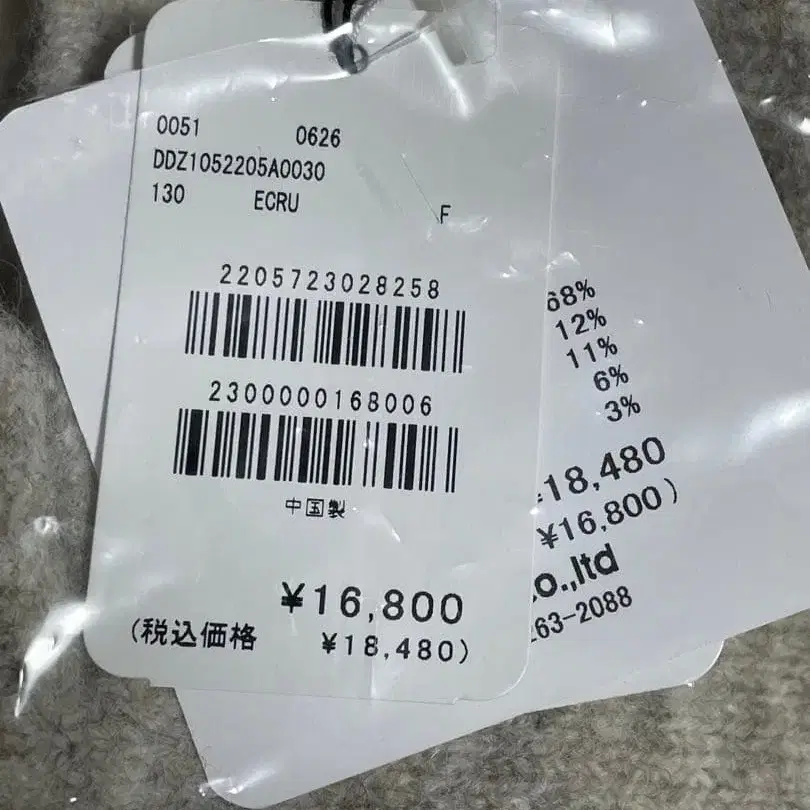 0051 0626
DDZ1052205A0030
130 ECRU F
2205723028258
2300000168006
中国製
¥16,800
(税込価格 ¥18,480)
68%
12%
11%
6%
3%
¥18,480
¥16,800)
o.,ltd
263-2088